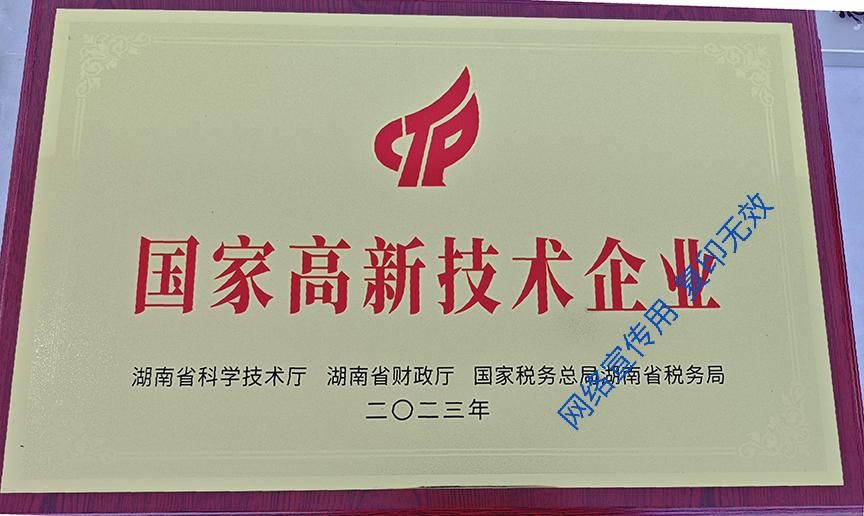 CTP
国家高新技术企业
湖南省科学技术厅 湖南省财政厅 国家税务总局湖南省税务局
二〇二三年
网络宣传用 复印无效